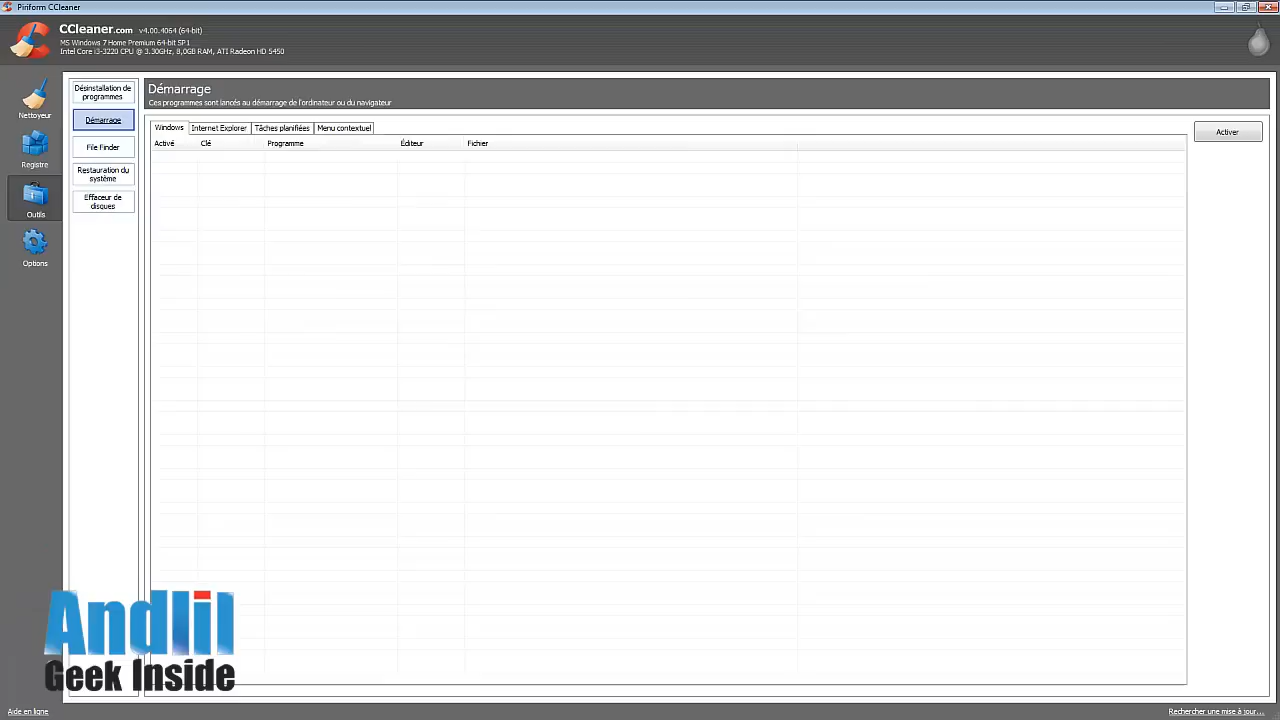 Piriform CCleaner
CCleaner.com v4.00.4064 (64-bit)
MS Windows 7 Home Premium 64-bit SP1
Intel Core i3-3220 CPU @ 3.30GHz, 8,0GB RAM, ATI Radeon HD 5450
Nettoyeur
Registre
Outils
Options
Désinstallation de
programmes
Démarrage
File Finder
Restauration du
système
Effaceur de
disques
Démarrage
Ces programmes sont lancés au démarrage de l'ordinateur ou du navigateur
Windows Internet Explorer Tâches planifiées Menu contextuel
Activé Clé Programme Éditeur Fichier
Activer
Andlil
Geek Inside
Aide en ligne
Rechercher une mise à jour...